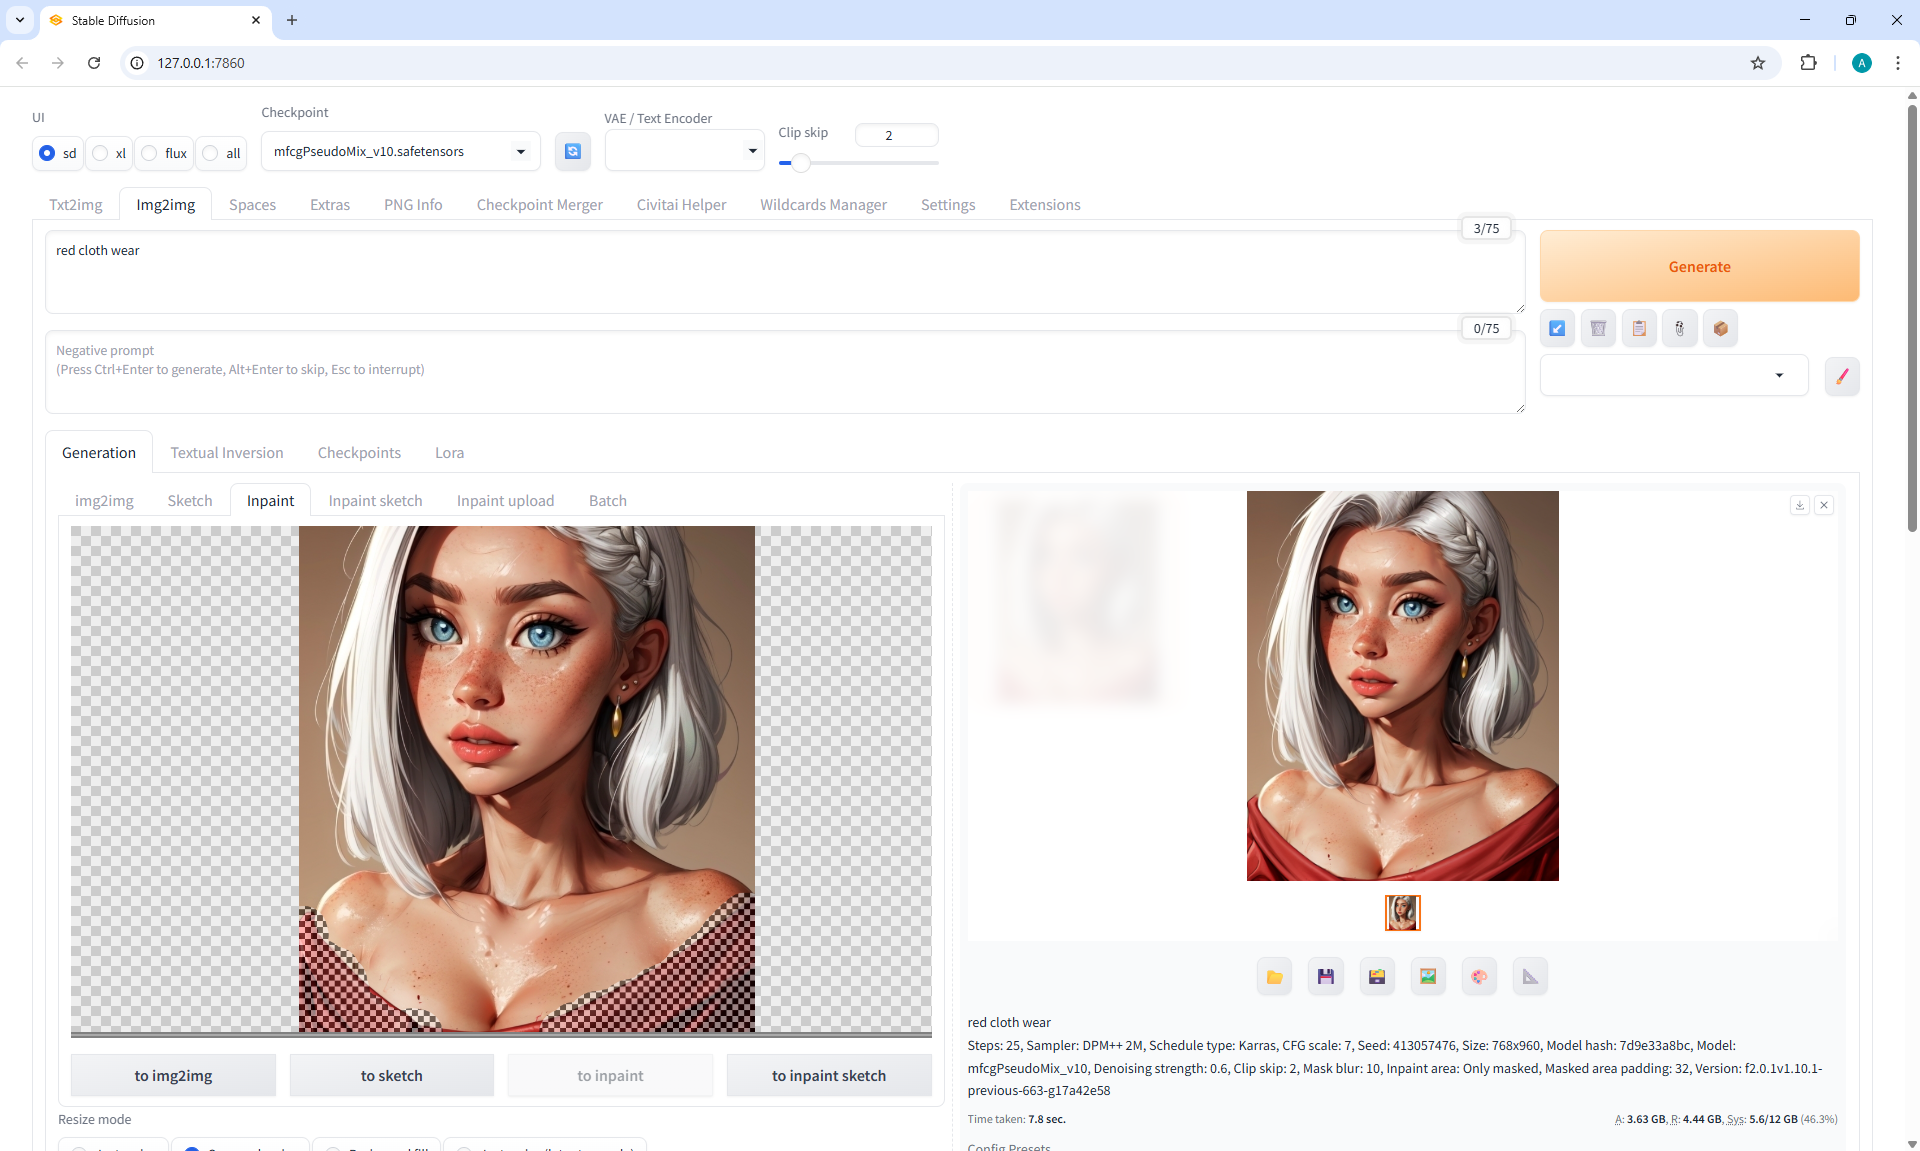 Stable Diffusion
127.0.0.1:7860
UI
sd xl flux all
Checkpoint
mfcgPseudoMix_v10.safetensors
VAE / Text Encoder
Clip skip
2
Txt2img Img2img Spaces Extras PNG Info Checkpoint Merger Civitai Helper Wildcards Manager Settings Extensions
3/75
red cloth wear
Generate
0/75
Negative prompt
(Press Ctrl+Enter to generate, Alt+Enter to skip, Esc to interrupt)
Generation Textual Inversion Checkpoints Lora
img2img Sketch Inpaint Inpaint sketch Inpaint upload Batch
to img2img to sketch to inpaint to inpaint sketch
Resize mode
red cloth wear
Steps: 25, Sampler: DPM++ 2M, Schedule type: Karras, CFG scale: 7, Seed: 413057476, Size: 768x960, Model hash: 7d9e33a8bc, Model:
mfcgPseudoMix_v10, Denoising strength: 0.6, Clip skip: 2, Mask blur: 10, Inpaint area: Only masked, Masked area padding: 32, Version: f2.0.1v1.10.1-
previous-663-g17a42e58
Time taken: 7.8 sec.
A: 3.63 GB, R: 4.44 GB, Sys: 5.6/12 GB (46.3%)
Config Presets
A